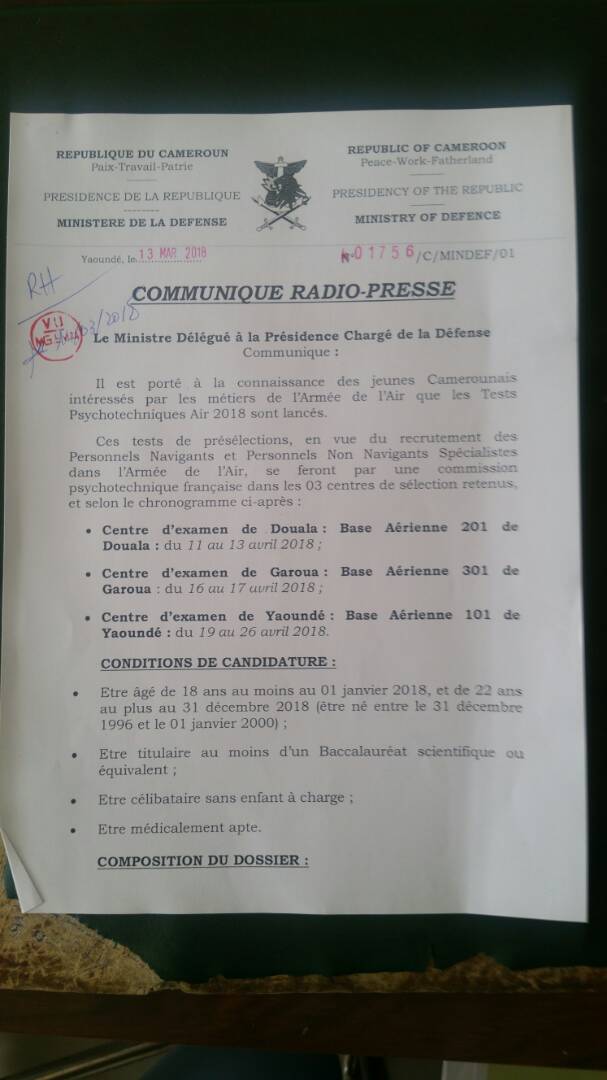 REPUBLIQUE DU CAMEROUN
Paix-Travail-Patrie
PRESIDENCE DE LA REPUBLIQUE
MINISTERE DE LA DEFENSE
REPUBLIC OF CAMEROON
Peace-Work-Fatherland
PRESIDENCY OF THE REPUBLIC
MINISTRY OF DEFENCE
Yaoundé, le 13 MAR. 2018
N° 01756/C/MINDEF/01
RH
COMMUNIQUE RADIO-PRESSE
VU
/03/2018
Le Ministre Délégué à la Présidence Chargé de la Défense
Communique :
Il est porté à la connaissance des jeunes Camerounais
intéressés par les métiers de l'Armée de l'Air que les Tests
Psychotechniques Air 2018 sont lancés.
Ces tests de présélections, en vue du recrutement des
Personnels Navigants et Personnels Non Navigants Spécialistes
dans l'Armée de l'Air, se feront par une commission
psychotechnique française dans les 03 centres de sélection retenus,
et selon le chronogramme ci-après :
• Centre d'examen de Douala : Base Aérienne 201 de
Douala : du 11 au 13 avril 2018 ;
• Centre d'examen de Garoua : Base Aérienne 301 de
Garoua : du 16 au 17 avril 2018 ;
• Centre d'examen de Yaoundé : Base Aérienne 101 de
Yaoundé : du 19 au 26 avril 2018.
CONDITIONS DE CANDIDATURE :
• Etre âgé de 18 ans au moins au 01 janvier 2018, et de 22 ans
au plus au 31 décembre 2018 (être né entre le 31 décembre
1996 et le 01 janvier 2000) ;
• Etre titulaire au moins d'un Baccalauréat scientifique ou
équivalent ;
• Etre célibataire sans enfant à charge ;
• Etre médicalement apte.
COMPOSITION DU DOSSIER :